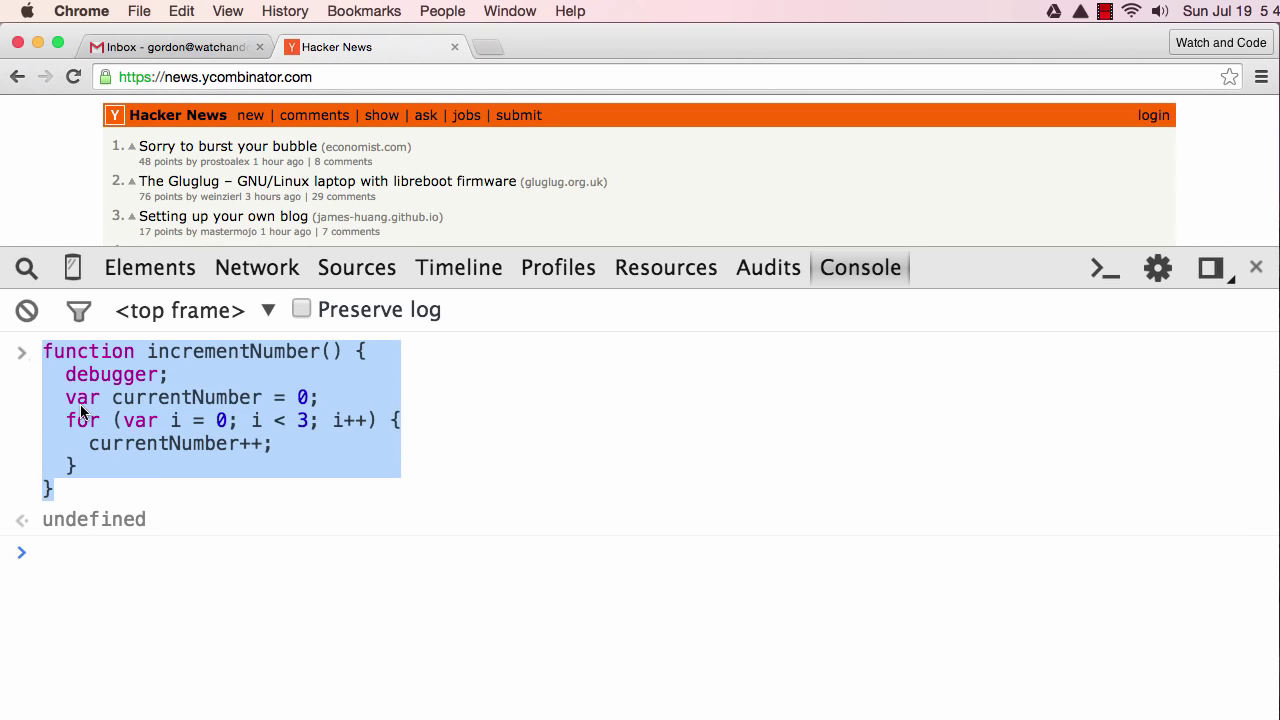 Chrome File Edit View History Bookmarks People Window Help Sun Jul 19 5 4
Inbox - gordon@watchand × Hacker News × Watch and Code
https://news.ycombinator.com
Y Hacker News new | comments | show | ask | jobs | submit login
1. Sorry to burst your bubble (economist.com)
48 points by prostoalex 1 hour ago | 8 comments
2. The Gluglug – GNU/Linux laptop with libreboot firmware (gluglug.org.uk)
76 points by weinzierl 3 hours ago | 29 comments
3. Setting up your own blog (james-huang.github.io)
17 points by mastermojo 1 hour ago | 7 comments
Elements Network Sources Timeline Profiles Resources Audits Console
<top frame> ▼ Preserve log
function incrementNumber() {
debugger;
var currentNumber = 0;
for (var i = 0; i < 3; i++) {
currentNumber++;
}
}
undefined